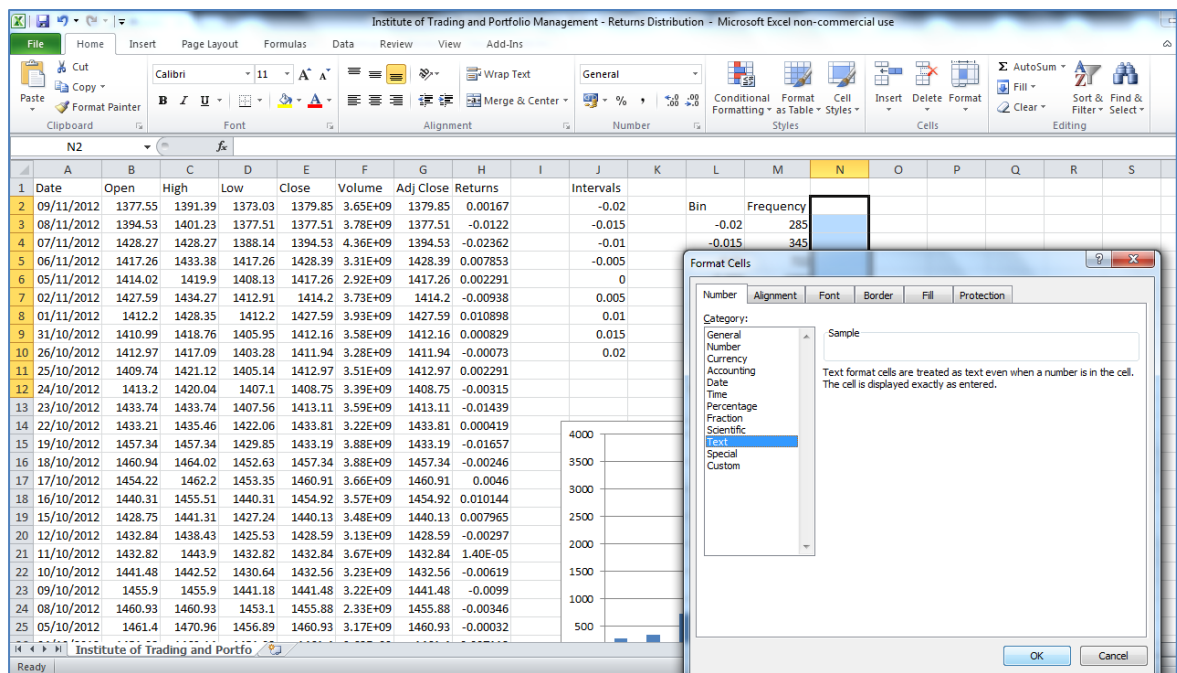 Institute of Trading and Portfolio Management - Returns Distribution - Microsoft Excel non-commercial use
File Home Insert Page Layout Formulas Data Review View Add-Ins
Paste
Cut
Copy
Format Painter
Clipboard
Calibri 11
B I U
Font
Wrap Text
Merge & Center
Alignment
General
Number
Conditional Formatting
Format as Table
Cell Styles
Styles
Insert Delete Format
Cells
Σ AutoSum
Fill
Clear
Sort & Filter
Find & Select
Editing
N2 fx
A B C D E F G H I J K L M N O P Q R S
1 Date Open High Low Close Volume Adj Close Returns Intervals
2 09/11/2012 1377.55 1391.39 1373.03 1379.85 3.65E+09 1379.85 0.00167 -0.02 Bin Frequency
3 08/11/2012 1394.53 1401.23 1377.51 1377.51 3.78E+09 1377.51 -0.0122 -0.015 -0.02 285
4 07/11/2012 1428.27 1428.27 1388.14 1394.53 4.36E+09 1394.53 -0.02362 -0.01 -0.015 345
5 06/11/2012 1417.26 1433.38 1417.26 1428.39 3.31E+09 1428.39 0.007853 -0.005
6 05/11/2012 1414.02 1419.9 1408.13 1417.26 2.92E+09 1417.26 0.002291 0
7 02/11/2012 1427.59 1434.27 1412.91 1414.2 3.73E+09 1414.2 -0.00938 0.005
8 01/11/2012 1412.2 1428.35 1412.2 1427.59 3.93E+09 1427.59 0.010898 0.01
9 31/10/2012 1410.99 1418.76 1405.95 1412.16 3.58E+09 1412.16 0.000829 0.015
10 26/10/2012 1412.97 1417.09 1403.28 1411.94 3.28E+09 1411.94 -0.00073 0.02
11 25/10/2012 1409.74 1421.12 1405.14 1412.97 3.51E+09 1412.97 0.002291
12 24/10/2012 1413.2 1420.04 1407.1 1408.75 3.39E+09 1408.75 -0.00315
13 23/10/2012 1433.74 1433.74 1407.56 1413.11 3.59E+09 1413.11 -0.01439
14 22/10/2012 1433.21 1435.46 1422.06 1433.81 3.22E+09 1433.81 0.000419
15 19/10/2012 1457.34 1457.34 1429.85 1433.19 3.88E+09 1433.19 -0.01657
16 18/10/2012 1460.94 1464.02 1452.63 1457.34 3.88E+09 1457.34 -0.00246
17 17/10/2012 1454.22 1462.2 1453.35 1460.91 3.66E+09 1460.91 0.0046
18 16/10/2012 1440.31 1455.51 1440.31 1454.92 3.57E+09 1454.92 0.010144
19 15/10/2012 1428.75 1441.31 1427.24 1440.13 3.48E+09 1440.13 0.007965
20 12/10/2012 1432.84 1438.43 1425.53 1428.59 3.13E+09 1428.59 -0.00297
21 11/10/2012 1432.82 1443.9 1432.82 1432.84 3.67E+09 1432.84 1.40E-05
22 10/10/2012 1441.48 1442.52 1430.64 1432.56 3.23E+09 1432.56 -0.00619
23 09/10/2012 1455.9 1455.9 1441.18 1441.48 3.22E+09 1441.48 -0.0099
24 08/10/2012 1460.93 1460.93 1453.1 1455.88 2.33E+09 1455.88 -0.00346
25 05/10/2012 1461.4 1470.96 1456.89 1460.93 3.17E+09 1460.93 -0.00032
4000
3500
3000
2500
2000
1500
1000
500
Format Cells
Number Alignment Font Border Fill Protection
Category:
General
Number
Currency
Accounting
Date
Time
Percentage
Fraction
Scientific
Text
Special
Custom
Sample
Text format cells are treated as text even when a number is in the cell.
The cell is displayed exactly as entered.
OK Cancel
Institute of Trading and Portfo
Ready